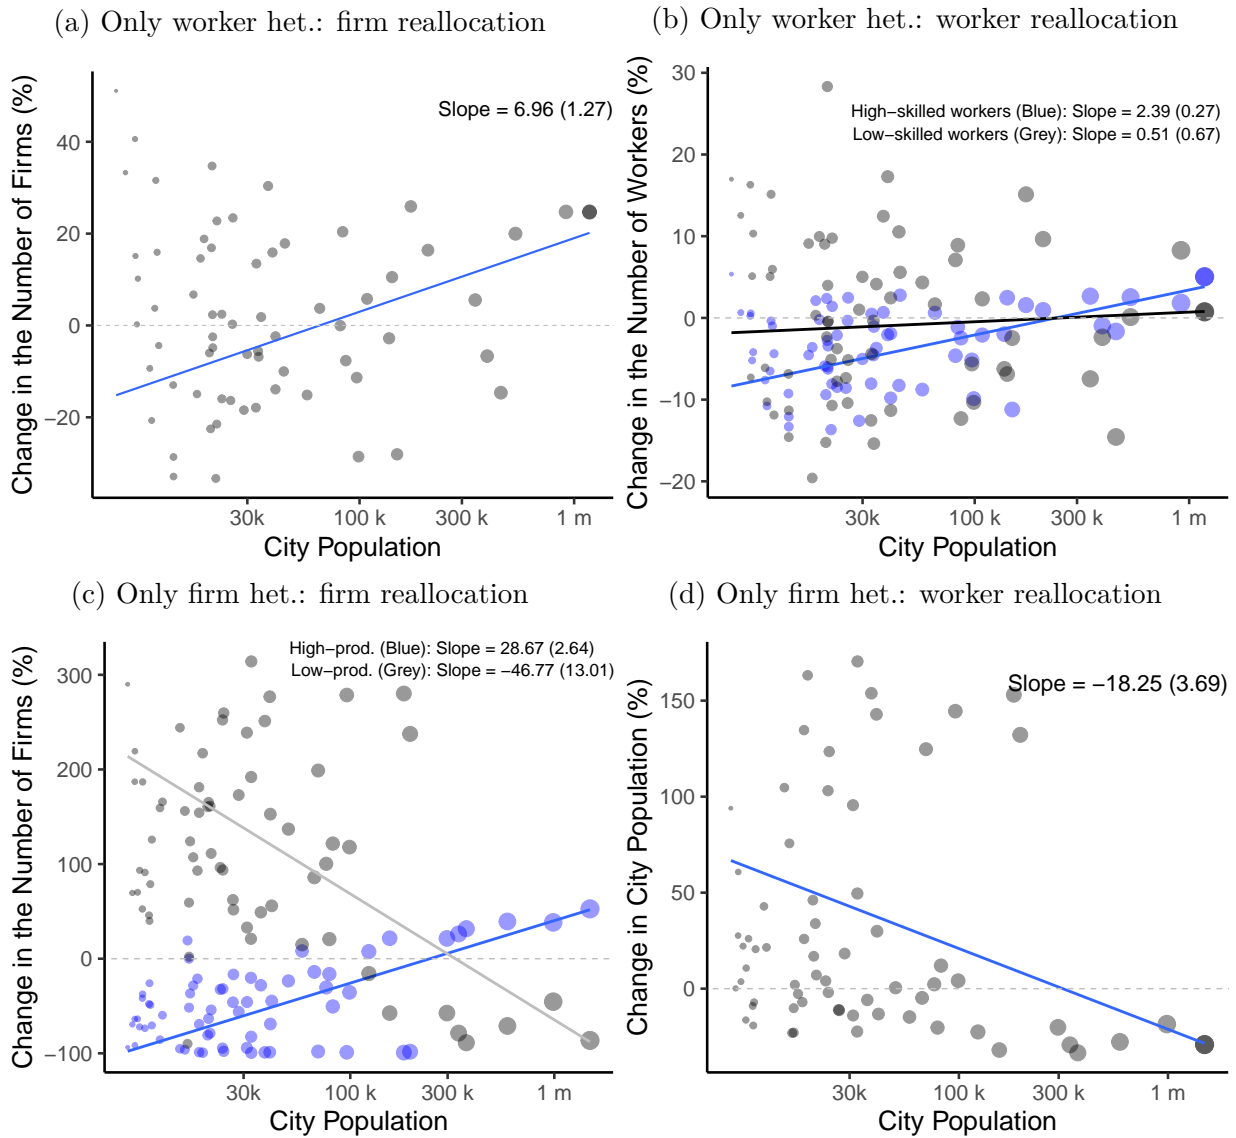 (a) Only worker het.: firm reallocation
Change in the Number of Firms (%)
40
20
0
−20
Slope = 6.96 (1.27)
30k
100 k
300 k
1 m
City Population
(b) Only worker het.: worker reallocation
Change in the Number of Workers (%)
30
20
10
0
−10
−20
High−skilled workers (Blue): Slope = 2.39 (0.27)
Low−skilled workers (Grey): Slope = 0.51 (0.67)
30k
100 k
300 k
1 m
City Population
(c) Only firm het.: firm reallocation
Change in the Number of Firms (%)
300
200
100
0
−100
High−prod. (Blue): Slope = 28.67 (2.64)
Low−prod. (Grey): Slope = −46.77 (13.01)
30k
100 k
300 k
1 m
City Population
(d) Only firm het.: worker reallocation
Change in City Population (%)
150
100
50
0
Slope = −18.25 (3.69)
30k
100 k
300 k
1 m
City Population